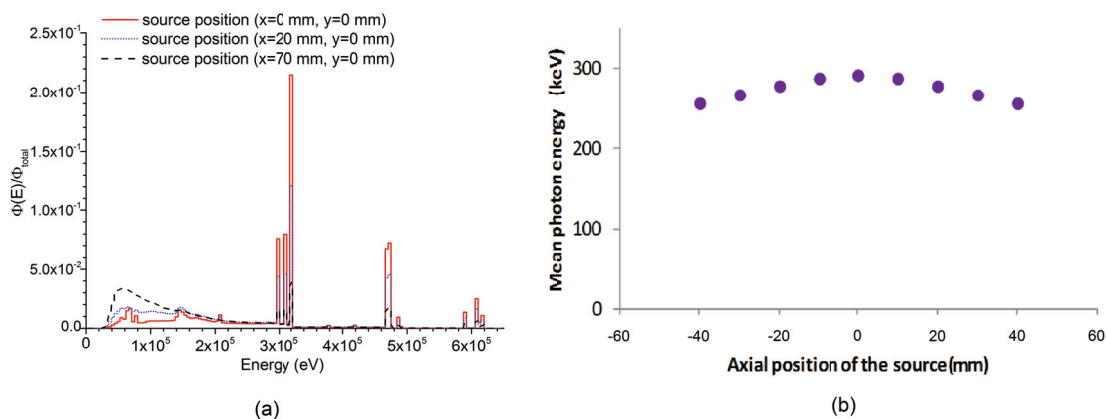 source position (x=0 mm, y=0 mm)
source position (x=20 mm, y=0 mm)
source position (x=70 mm, y=0 mm)
2.5x10⁻¹
2.0x10⁻¹
1.5x10⁻¹
1.0x10⁻¹
5.0x10⁻²
0.0
Φ(E)/Φtotal
0 1x10⁵ 2x10⁵ 3x10⁵ 4x10⁵ 5x10⁵ 6x10⁵
Energy (eV)
(a)
Mean photon energy (keV)
300
200
100
0
-60 -40 -20 0 20 40 60
Axial position of the source(mm)
(b)